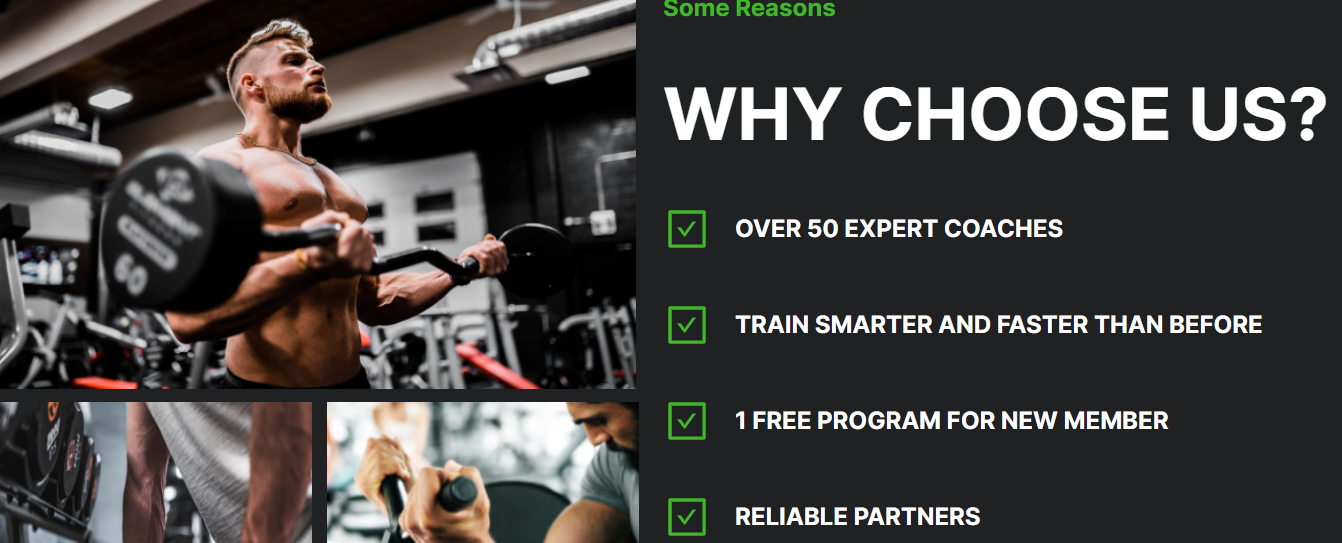 Some Reasons
WHY CHOOSE US?
OVER 50 EXPERT COACHES
TRAIN SMARTER AND FASTER THAN BEFORE
1 FREE PROGRAM FOR NEW MEMBER
RELIABLE PARTNERS
60